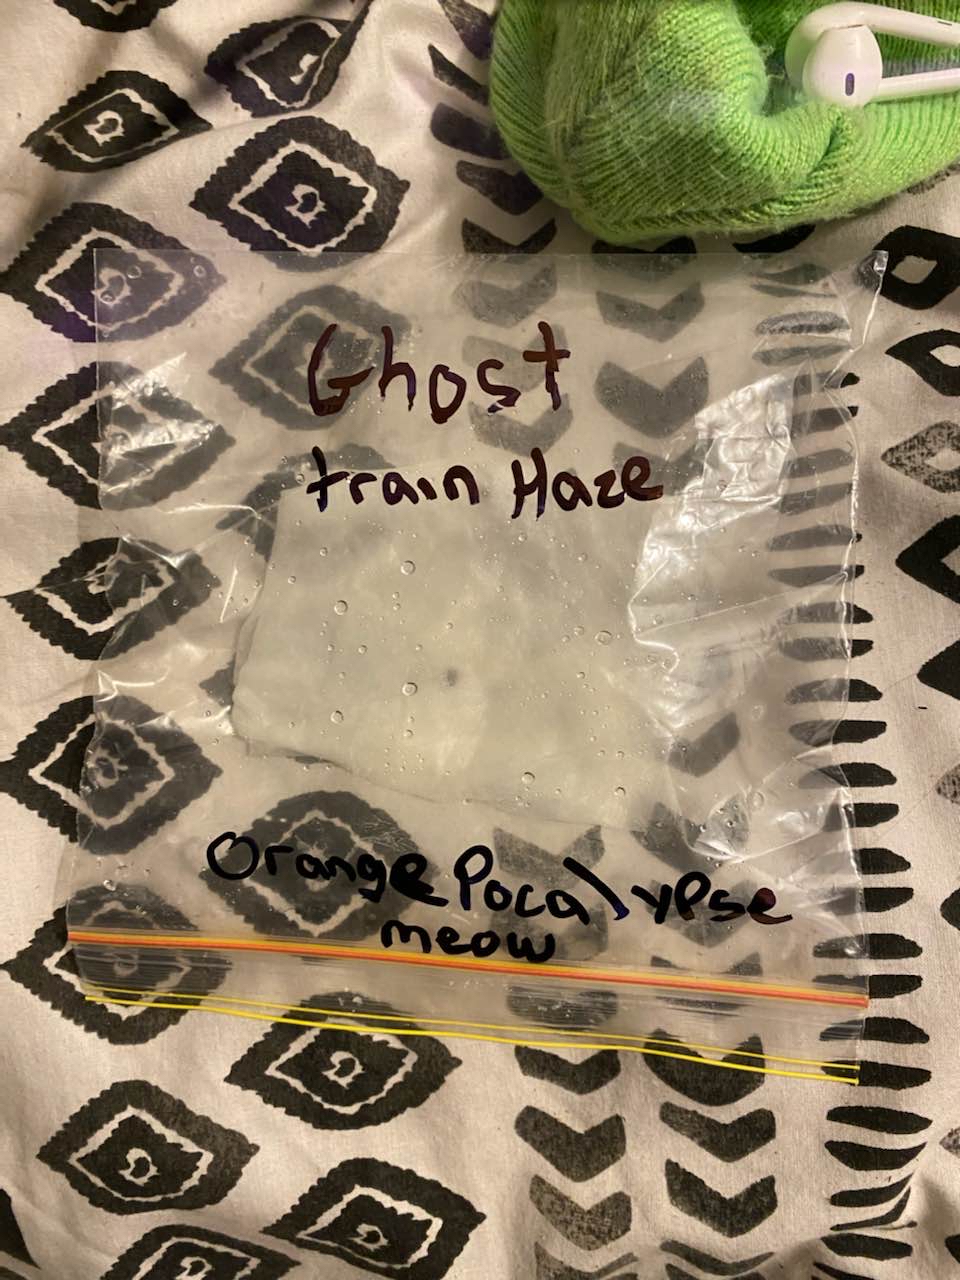 Ghost
train Haze
Orange Pocalypse
meow